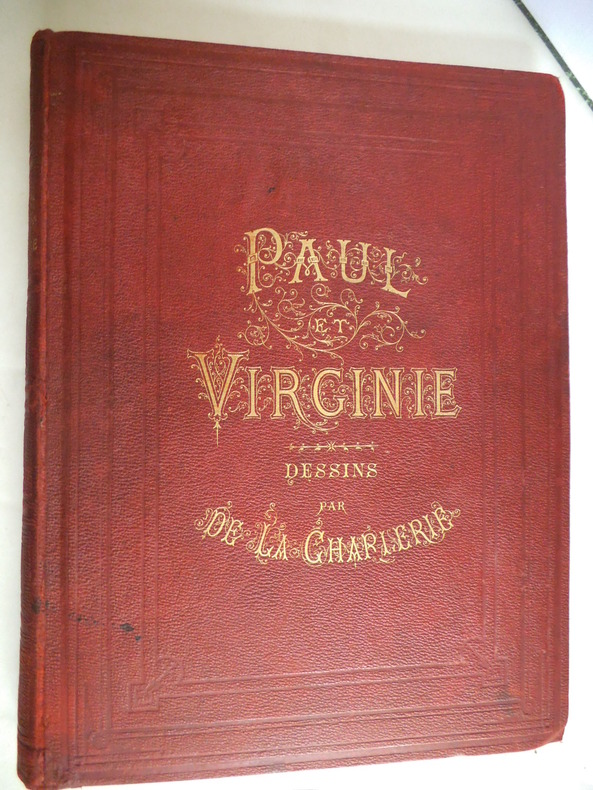 PAUL
ET
VIRGINIE
DESSINS
PAR
DE LA CHARLERIE